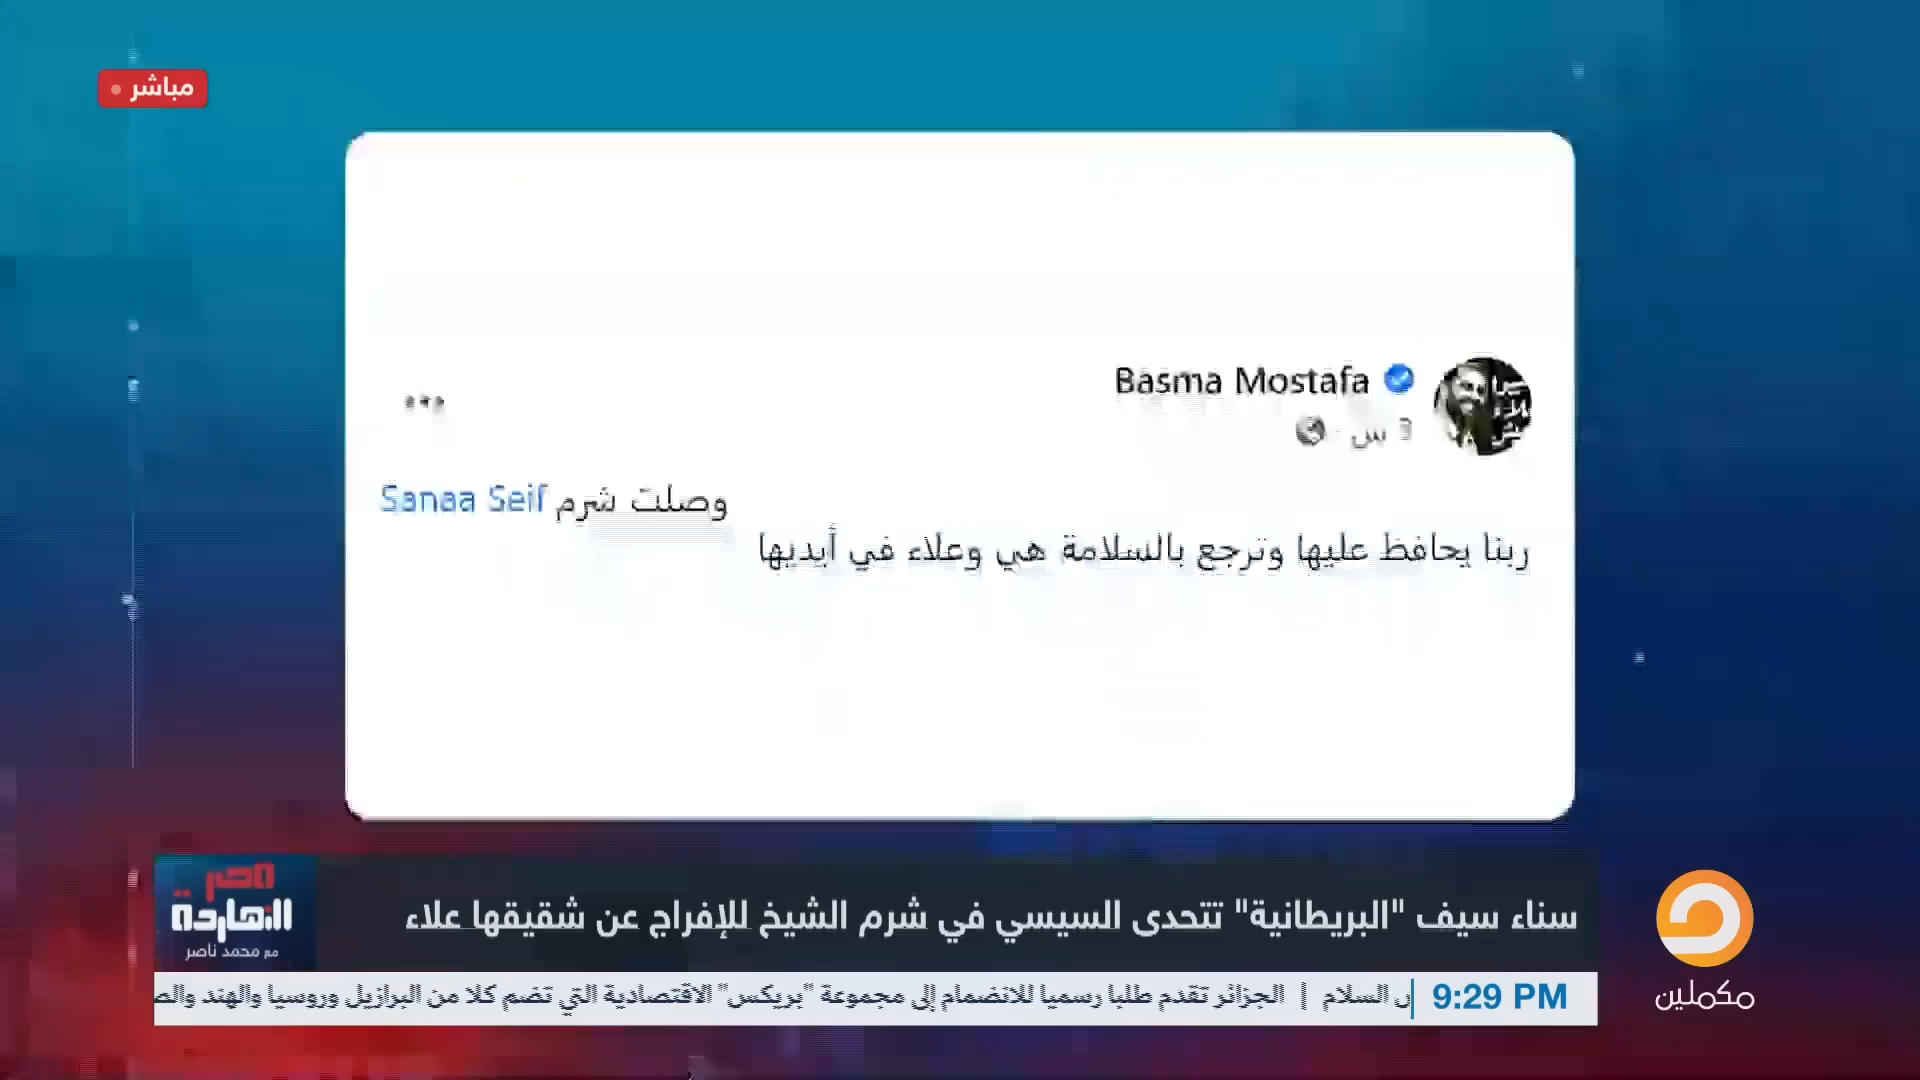 مباشر
Basma Mostafa
3 س
وصلت شرم Sanaa Seif
ربنا يحافظ عليها وترجع بالسلامة هي وعلاء في أيديها
مصر
النهاردة
مع محمد ناصر
سناء سيف "البريطانية" تتحدى السيسي في شرم الشيخ للإفراج عن شقيقها علاء
9:29 PM
السلام | الجزائر تقدم طلبا رسميا للانضمام إلى مجموعة "بريكس" الاقتصادية التي تضم كلا من البرازيل وروسيا والهند
مكملين